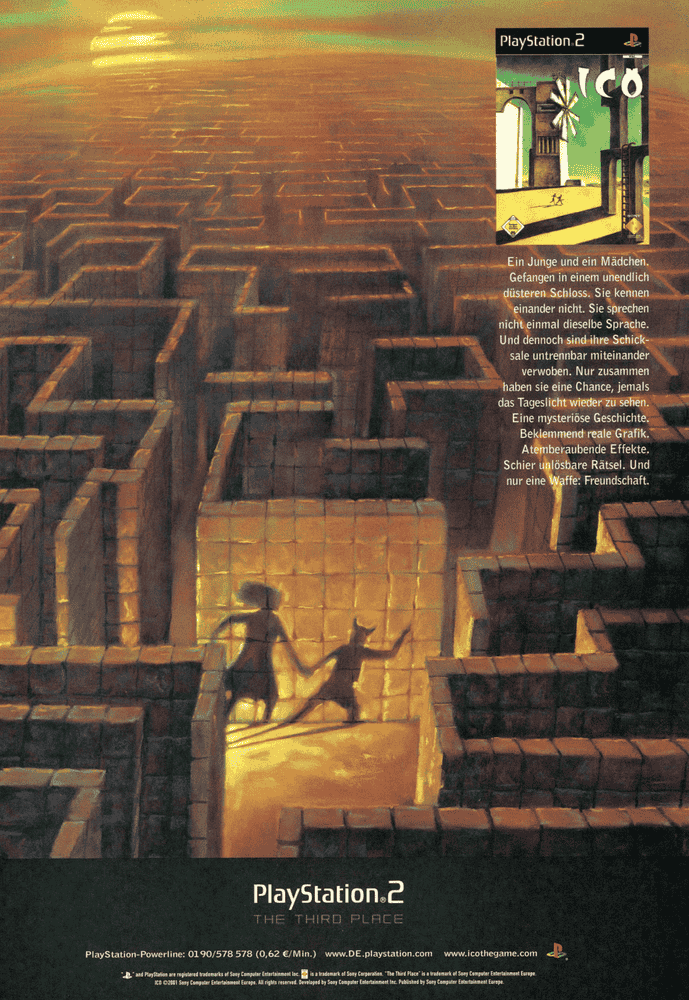 PlayStation®2
ICO
Ein Junge und ein Mädchen.
Gefangen in einem unendlich
düsteren Schloss. Sie kennen
einander nicht. Sie sprechen
nicht einmal dieselbe Sprache.
Und dennoch sind ihre Schick-
sale untrennbar miteinander
verwoben. Nur zusammen
haben sie eine Chance, jemals
das Tageslicht wieder zu sehen.
Eine mysteriöse Geschichte.
Beklemmend reale Grafik.
Atemberaubende Effekte.
Schier unlösbare Rätsel. Und
nur eine Waffe: Freundschaft.
PlayStation®2
THE THIRD PLACE
PlayStation-Powerline: 0190/578 578 (0,62 €/Min.) www.DE.playstation.com www.icothegame.com
" " and PlayStation are registered trademarks of Sony Computer Entertainment Inc. is a trademark of Sony Corporation. "The Third Place" is a trademark of Sony Computer Entertainment Europe.
ICO ©2001 Sony Computer Entertainment Europe. All rights reserved. Developed by Sony Computer Entertainment Inc. Published by Sony Computer Entertainment Europe.